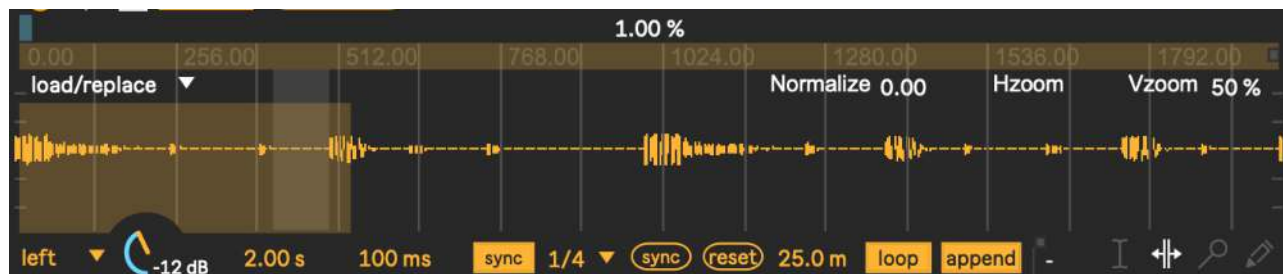 1.00 %
0.00 256.00 512.00 768.00 1024.00 1280.00 1536.00 1792.00
load/replace Normalize 0.00 Hzoom Vzoom 50 %
left -12 dB 2.00 s 100 ms sync 1/4 sync reset 25.0 m loop append -